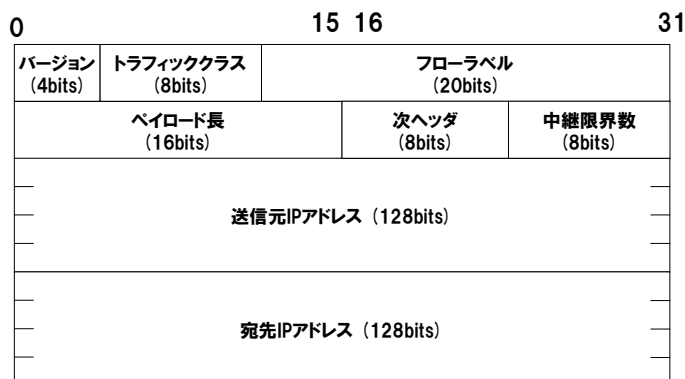 0 15 16 31
バージョン トラフィッククラス フローラベル
(4bits) (8bits) (20bits)
ペイロード長 次ヘッダ 中継限界数
(16bits) (8bits) (8bits)
送信元IPアドレス (128bits)
宛先IPアドレス (128bits)